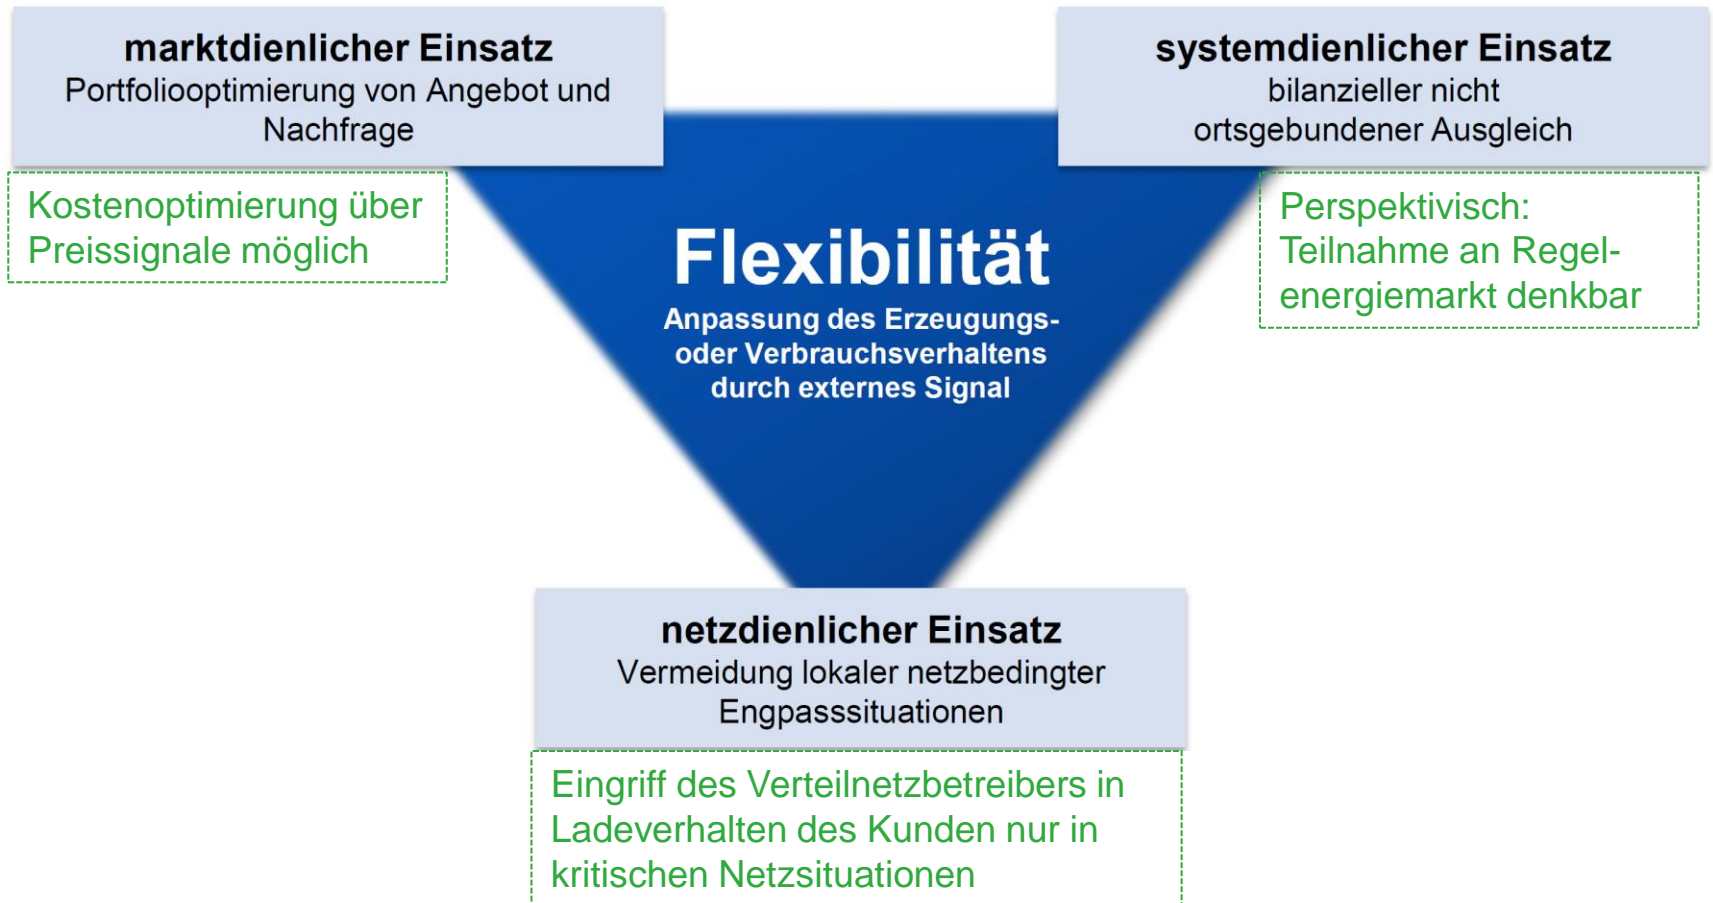 marktdienlicher Einsatz
Portfoliooptimierung von Angebot und
Nachfrage
systemdienlicher Einsatz
bilanzieller nicht
ortsgebundener Ausgleich
Kostenoptimierung über
Preissignale möglich
Perspektivisch:
Teilnahme an Regel-
energiemarkt denkbar
Flexibilität
Anpassung des Erzeugungs-
oder Verbrauchsverhaltens
durch externes Signal
netzdienlicher Einsatz
Vermeidung lokaler netzbedingter
Engpasssituationen
Eingriff des Verteilnetzbetreibers in
Ladeverhalten des Kunden nur in
kritischen Netzsituationen